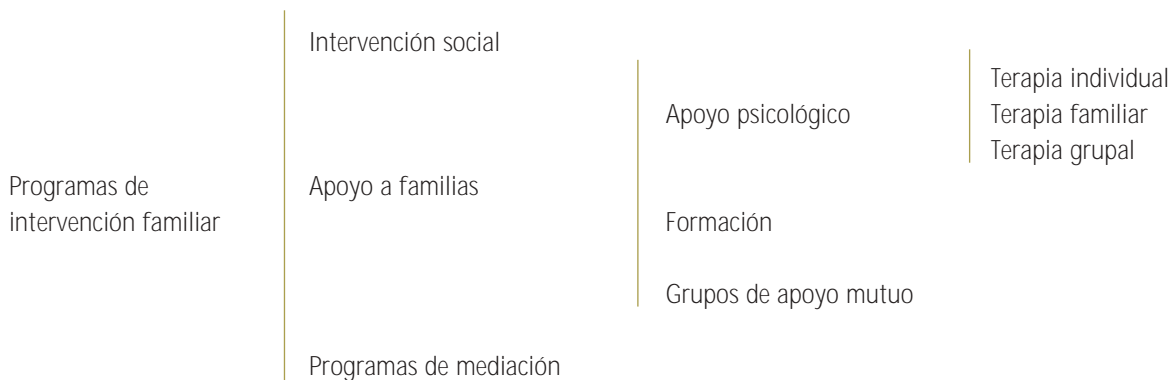 Intervención social
Terapia individual
Apoyo psicológico
Terapia familiar
Terapia grupal
Programas de
intervención familiar
Apoyo a familias
Formación
Grupos de apoyo mutuo
Programas de mediación